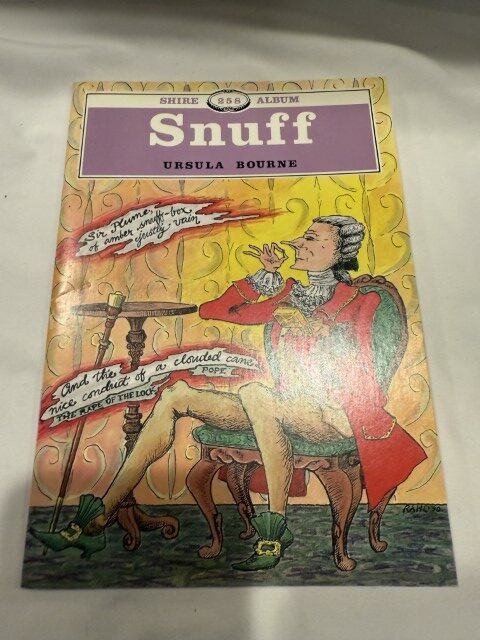 SHIRE 258 ALBUM
Snuff
URSULA BOURNE
Sir Plume,
of amber snuff-box
justly vain
And the
nice conduct of a clouded cane
POPE
THE RAPE OF THE LOCK